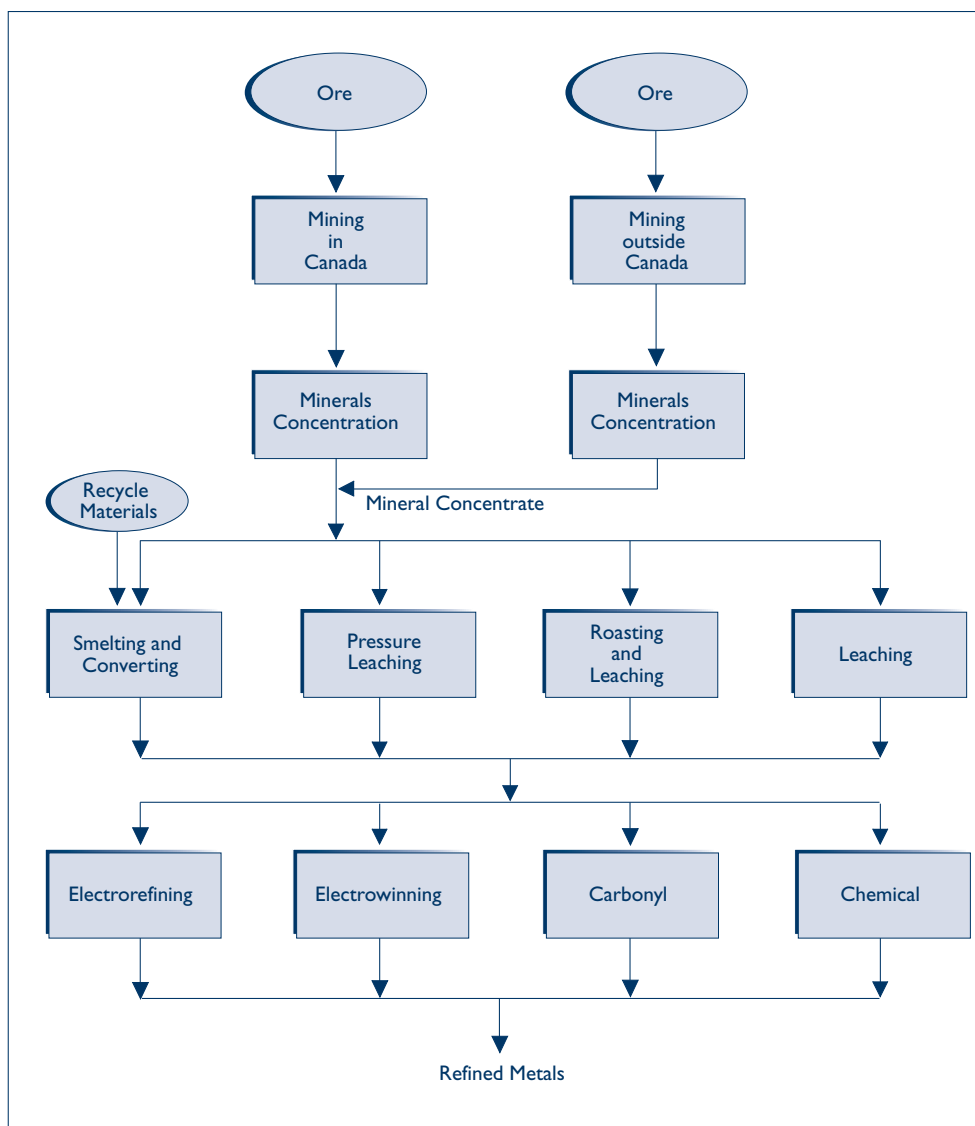 Ore
Ore
Mining
in
Canada
Mining
outside
Canada
Minerals
Concentration
Minerals
Concentration
Mineral Concentrate
Recycle
Materials
Smelting and
Converting
Pressure
Leaching
Roasting
and
Leaching
Leaching
Electrorefining
Electrowinning
Carbonyl
Chemical
Refined Metals